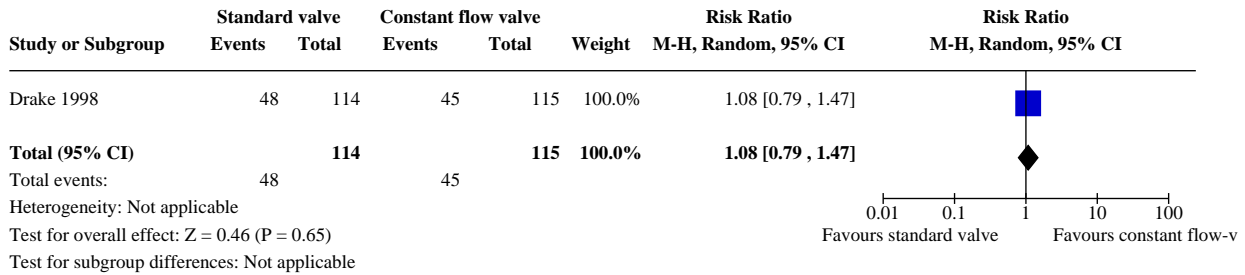 Standard valve Constant flow valve Risk Ratio Risk Ratio
Study or Subgroup Events Total Events Total Weight M-H, Random, 95% CI M-H, Random, 95% CI
Drake 1998 48 114 45 115 100.0% 1.08 [0.79 , 1.47]
Total (95% CI) 114 115 100.0% 1.08 [0.79 , 1.47]
Total events: 48 45
Heterogeneity: Not applicable 0.01 0.1 1 10 100
Test for overall effect: Z = 0.46 (P = 0.65) Favours standard valve Favours constant flow-v
Test for subgroup differences: Not applicable